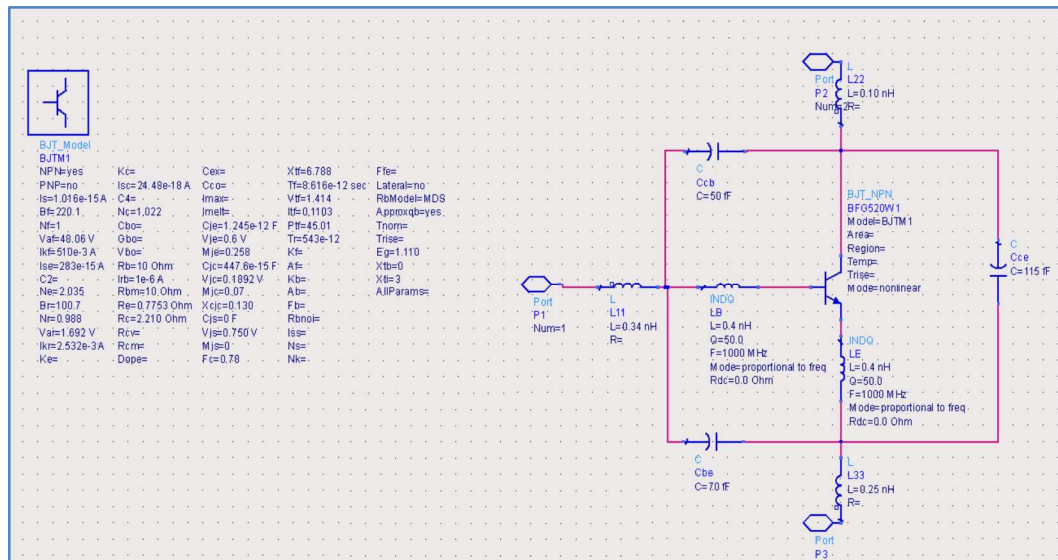 BJT_Model
BJTM1
NPN=yes
PNP=no
Is=1.016e-15 A
Bf=220.1
Nf=1
Vaf=48.06 V
Ikf=510e-3 A
Ise=283e-15 A
C2=
Ne=2.035
Br=100.7
Nr=0.988
Var=1.692 V
Ikr=2.532e-3 A
Ke=
Kc=
Isc=24.48e-18 A
C4=
Nc=1.022
Cbo=
Gbo=
Vbo=
Rb=10 Ohm
Irb=1e-6 A
Rbm=10 Ohm
Re=0.7753 Ohm
Rc=2.210 Ohm
Rcv=
Rcm=
Dope=
Cex=
Cco=
Imax=
Imelt=
Cje=1.245e-12 F
Vje=0.6 V
Mje=0.258
Cjc=447.6e-15 F
Vjc=0.1892 V
Mjc=0.07
Xcjc=0.130
Cjs=0 F
Vjs=0.750 V
Mjs=0
Fc=0.78
Xtf=6.788
Tf=8.616e-12 sec
Vtf=1.414
Itf=0.1103
Ptf=45.01
Tr=543e-12
Kf=
Af=
Kb=
Ab=
Fb=
Rbnoi=
Iss=
Ns=
Nk=
Ffe=
Lateral=no
RbModel=MDS
Approxqb=yes
Tnom=
Trise=
Eg=1.110
Xtb=0
Xti=3
AllParams=
Port
P2
Num=2
L
L22
L=0.10 nH
R=
C
Ccb
C=50 fF
BJT_NPN
BFG520W1
Model=BJTM1
Area=
Region=
Temp=
Trise=
Mode=nonlinear
C
Cce
C=115 fF
Port
P1
Num=1
L
L11
L=0.34 nH
R=
INDQ
LB
L=0.4 nH
Q=50.0
F=1000 MHz
Mode=proportional to freq
Rdc=0.0 Ohm
INDQ
LE
L=0.4 nH
Q=50.0
F=1000 MHz
Mode=proportional to freq
Rdc=0.0 Ohm
C
Cbe
L
L33
L=0.25 nH
R=
Port
P3